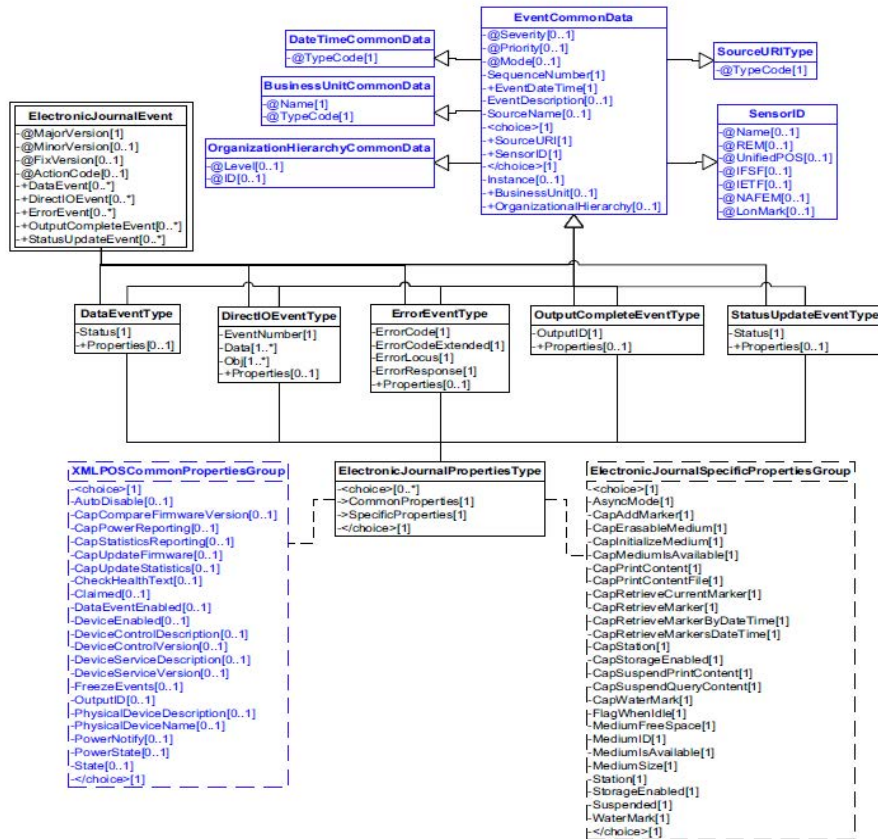 EventCommonData
-@Severity[0..1]
-@Priority[0..1]
-@Mode[0..1]
-SequenceNumber[1]
-+EventDateTime[1]
-EventDescription[0..1]
-SourceName[0..1]
-<choice>[1]
-+SourceURI[1]
-+SensorID[1]
-</choice>[1]
-Instance[0..1]
-+BusinessUnit[0..1]
-+OrganizationalHierarchy[0..1]
DateTimeCommonData
-@TypeCode[1]
BusinessUnitCommonData
-@Name[1]
-@TypeCode[1]
OrganizationHierarchyCommonData
-@Level[0..1]
-@ID[0..1]
SourceURIType
-@TypeCode[1]
SensorID
-@Name[0..1]
-@REM[0..1]
-@UnifiedPOS[0..1]
-@IFSF[0..1]
-@IETF[0..1]
-@NAFEM[0..1]
-@LonMark[0..1]
ElectronicJournalEvent
-@MajorVersion[1]
-@MinorVersion[0..1]
-@FixVersion[0..1]
-@ActionCode[0..1]
-+DataEvent[0..*]
-+DirectIOEvent[0..*]
-+ErrorEvent[0..*]
-+OutputCompleteEvent[0..*]
-+StatusUpdateEvent[0..*]
DataEventType
-Status[1]
-+Properties[0..1]
DirectIOEventType
-EventNumber[1]
-Data[1..*]
-Obj[1..*]
-+Properties[0..1]
ErrorEventType
-ErrorCode[1]
-ErrorCodeExtended[1]
-ErrorLocus[1]
-ErrorResponse[1]
-+Properties[0..1]
OutputCompleteEventType
-OutputID[1]
-+Properties[0..1]
StatusUpdateEventType
-Status[1]
-+Properties[0..1]
XMLPOSCommonPropertiesGroup
-<choice>[1]
-AutoDisable[0..1]
-CapCompareFirmwareVersion[0..1]
-CapPowerReporting[0..1]
-CapStatisticsReporting[0..1]
-CapUpdateFirmware[0..1]
-CapUpdateStatistics[0..1]
-CheckHealthText[0..1]
-Claimed[0..1]
-DataEventEnabled[0..1]
-DeviceEnabled[0..1]
-DeviceControlDescription[0..1]
-DeviceControlVersion[0..1]
-DeviceServiceDescription[0..1]
-DeviceServiceVersion[0..1]
-FreezeEvents[0..1]
-OutputID[0..1]
-PhysicalDeviceDescription[0..1]
-PhysicalDeviceName[0..1]
-PowerNotify[0..1]
-PowerState[0..1]
-State[0..1]
-</choice>[1]
ElectronicJournalPropertiesType
-<choice>[0..*]
->CommonProperties[1]
->SpecificProperties[1]
-</choice>[1]
ElectronicJournalSpecificPropertiesGroup
-<choice>[1]
-AsyncMode[1]
-CapAddMarker[1]
-CapErasableMedium[1]
-CapInitializeMedium[1]
-CapMediumIsAvailable[1]
-CapPrintContent[1]
-CapPrintContentFile[1]
-CapRetrieveCurrentMarker[1]
-CapRetrieveMarker[1]
-CapRetrieveMarkerByDateTime[1]
-CapRetrieveMarkersDateTime[1]
-CapStation[1]
-CapStorageEnabled[1]
-CapSuspendPrintContent[1]
-CapSuspendQueryContent[1]
-CapWaterMark[1]
-FlagWhenIdle[1]
-MediumFreeSpace[1]
-MediumID[1]
-MediumIsAvailable[1]
-MediumSize[1]
-Station[1]
-StorageEnabled[1]
-Suspended[1]
-WaterMark[1]
-</choice>[1]